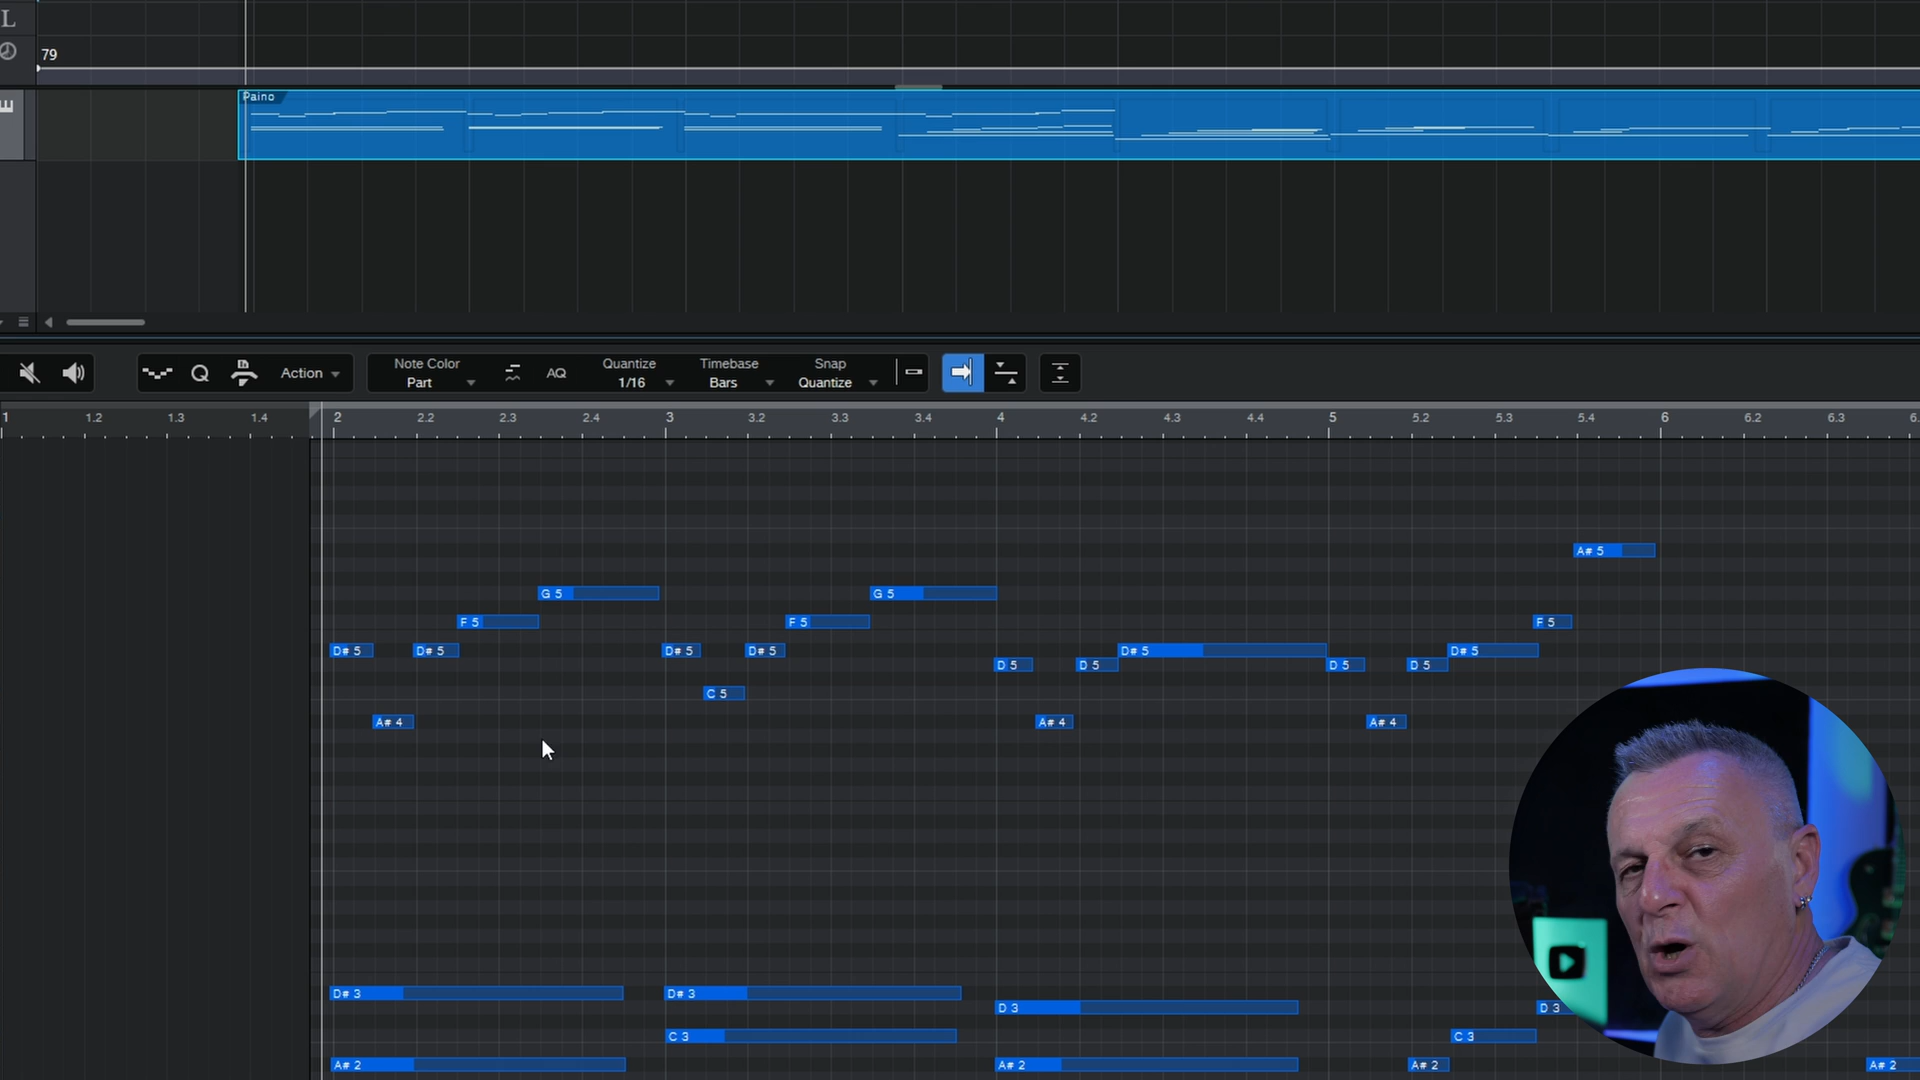 L
79
Paino
Action
Note Color
Part
AQ
Quantize
1/16
Timebase
Bars
Snap
Quantize
Q
1 1.2 1.3 1.4 2 2.2 2.3 2.4 3 3.2 3.3 3.4 4 4.2 4.3 4.4 5 5.2 5.3 5.4 6 6.2 6.3 6.
A# 5
G 5 G 5
F 5 F 5 F 5
D# 5 D# 5 D# 5 D# 5 D# 5 D# 5
D 5 D 5 D 5 D 5
C 5
A# 4 A# 4 A# 4
D# 3 D# 3
D 3 D 3
C 3 C 3
A# 2 A# 2 A# 2 A# 2